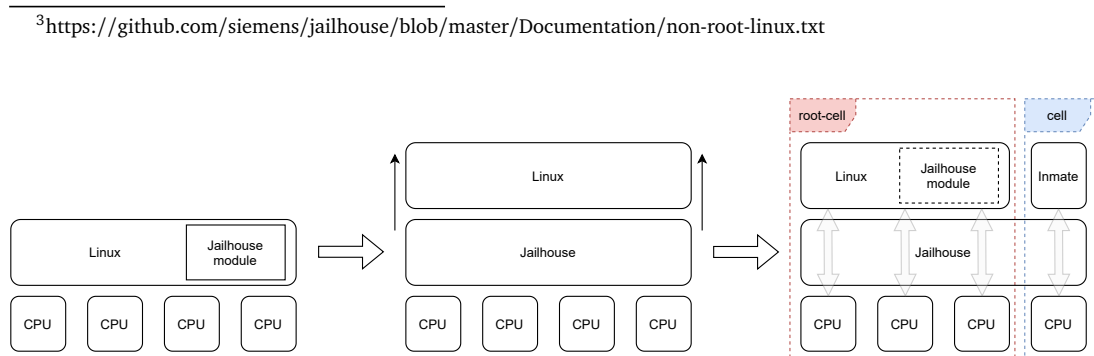 ³https://github.com/siemens/jailhouse/blob/master/Documentation/non-root-linux.txt
root-cell
cell
Linux
Linux
Jailhouse
module
Inmate
Linux
Jailhouse
module
Jailhouse
Jailhouse
CPU CPU CPU CPU
CPU CPU CPU CPU
CPU CPU CPU CPU